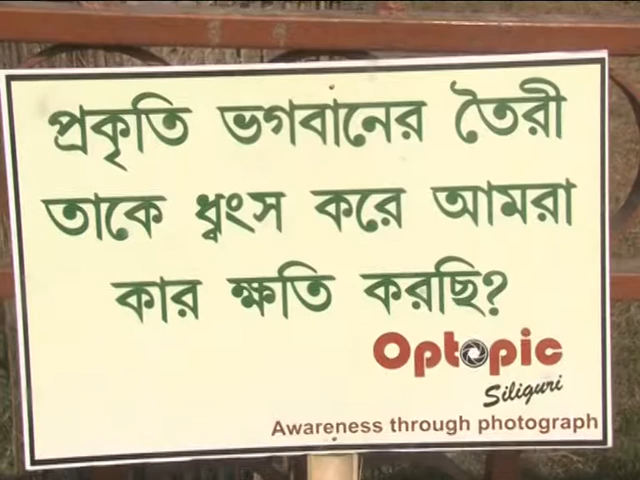 প্রকৃতি ভগবানের তৈরী
তাকে ধ্বংস করে আমরা
কার ক্ষতি করছি?
Optopic
Siliguri
Awareness through photograph